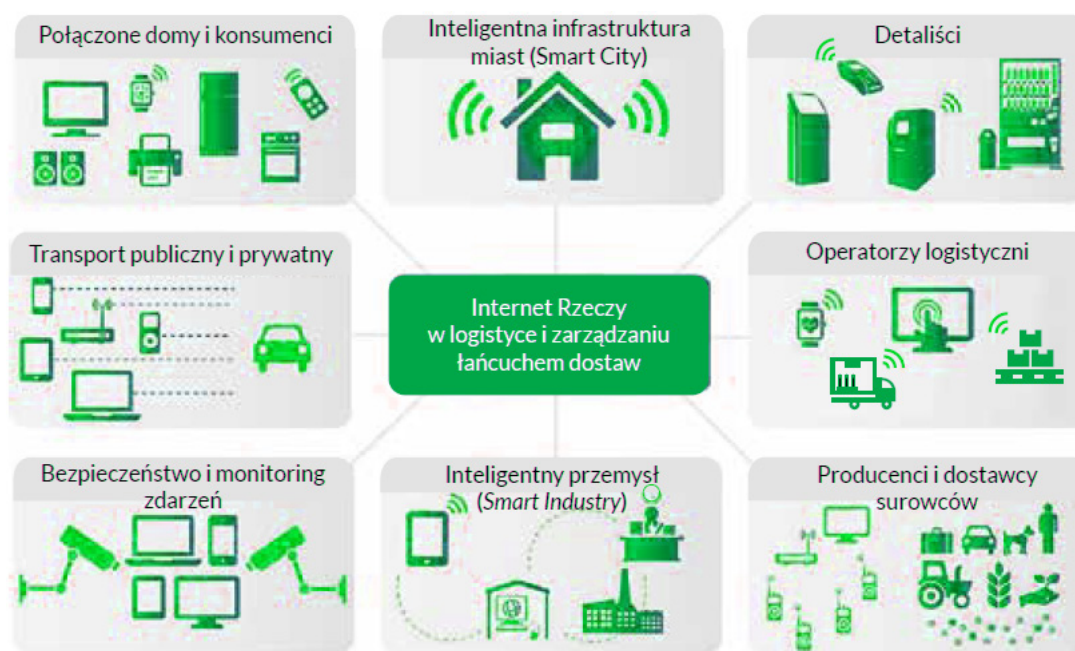 Połączone domy i konsumenci
Inteligentna infrastruktura
miast (Smart City)
Detaliści
Transport publiczny i prywatny
Internet Rzeczy
w logistyce i zarządzaniu
łańcuchem dostaw
Operatorzy logistyczni
Bezpieczeństwo i monitoring
zdarzeń
Inteligentny przemysł
(Smart Industry)
Producenci i dostawcy
surowców